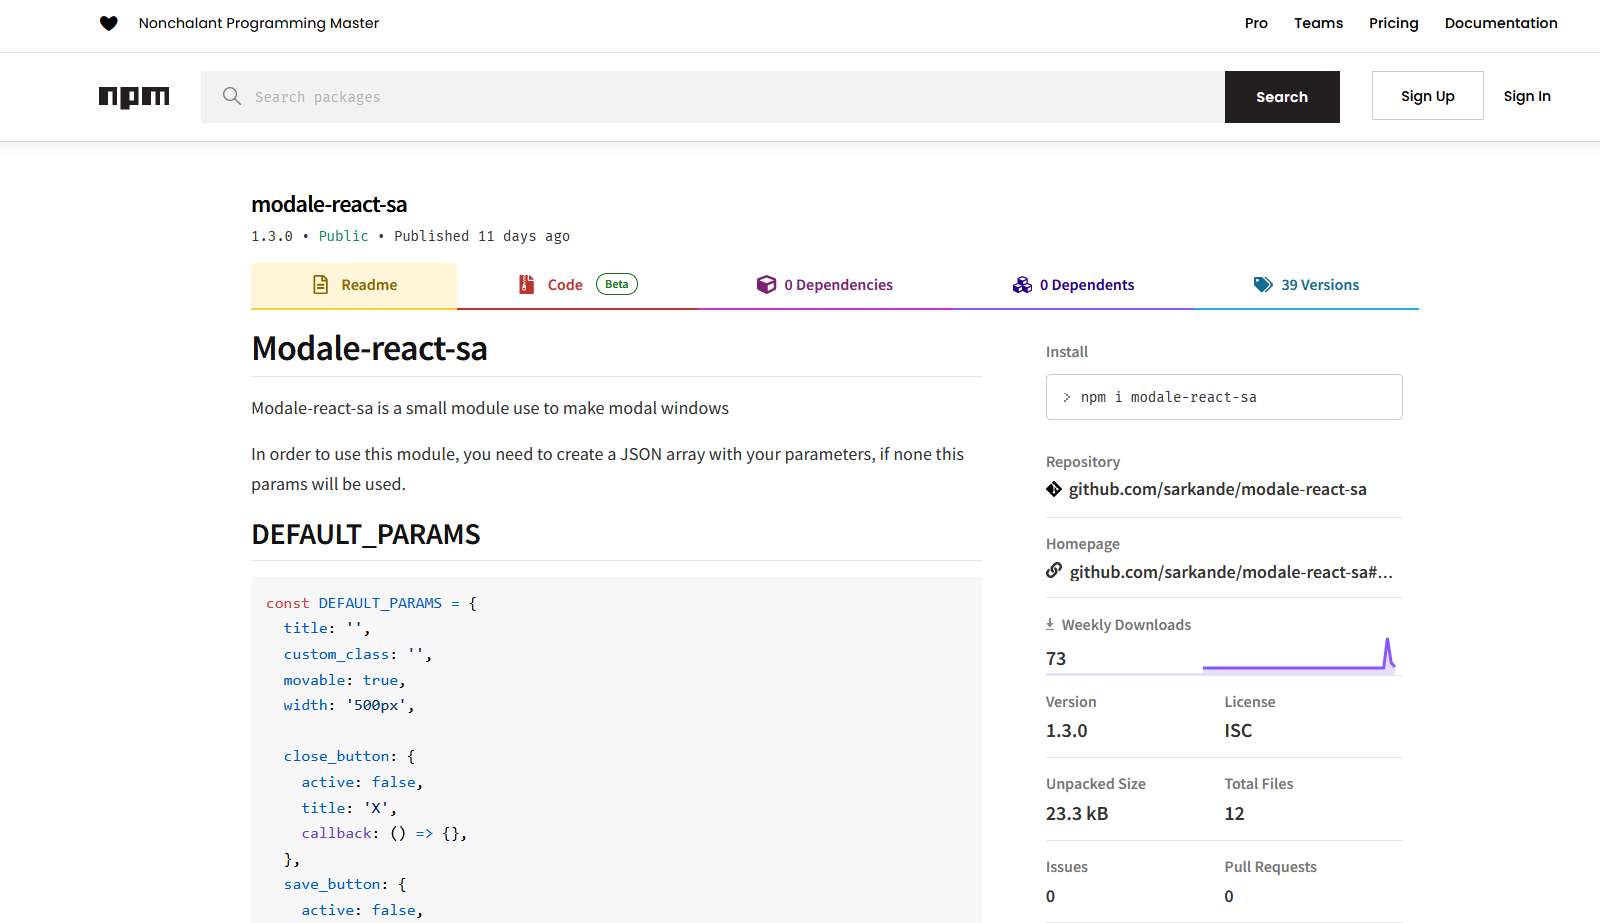 Nonchalant Programming Master
Pro Teams Pricing Documentation
npm
Search packages
Search
Sign Up
Sign In
modale-react-sa
1.3.0 • Public • Published 11 days ago
Readme
Code Beta
0 Dependencies
0 Dependents
39 Versions
Modale-react-sa
Modale-react-sa is a small module use to make modal windows
In order to use this module, you need to create a JSON array with your parameters, if none this
params will be used.
DEFAULT_PARAMS
const DEFAULT_PARAMS = {
  title: '',
  custom_class: '',
  movable: true,
  width: '500px',
  close_button: {
    active: false,
    title: 'X',
    callback: () => {},
  },
  save_button: {
    active: false,
Install
> npm i modale-react-sa
Repository
github.com/sarkande/modale-react-sa
Homepage
github.com/sarkande/modale-react-sa#...
Weekly Downloads
73
Version
1.3.0
License
ISC
Unpacked Size
23.3 kB
Total Files
12
Issues
0
Pull Requests
0